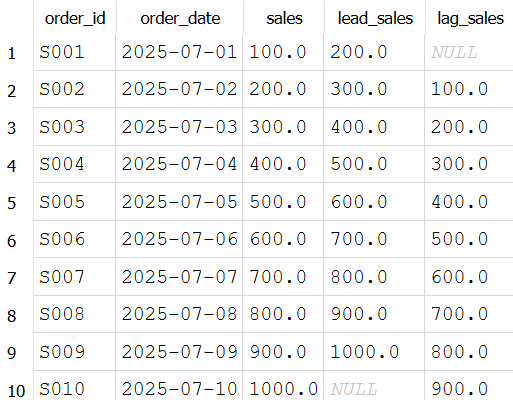 order_id order_date sales lead_sales lag_sales
1 S001 2025-07-01 100.0 200.0 NULL
2 S002 2025-07-02 200.0 300.0 100.0
3 S003 2025-07-03 300.0 400.0 200.0
4 S004 2025-07-04 400.0 500.0 300.0
5 S005 2025-07-05 500.0 600.0 400.0
6 S006 2025-07-06 600.0 700.0 500.0
7 S007 2025-07-07 700.0 800.0 600.0
8 S008 2025-07-08 800.0 900.0 700.0
9 S009 2025-07-09 900.0 1000.0 800.0
10 S010 2025-07-10 1000.0 NULL 900.0